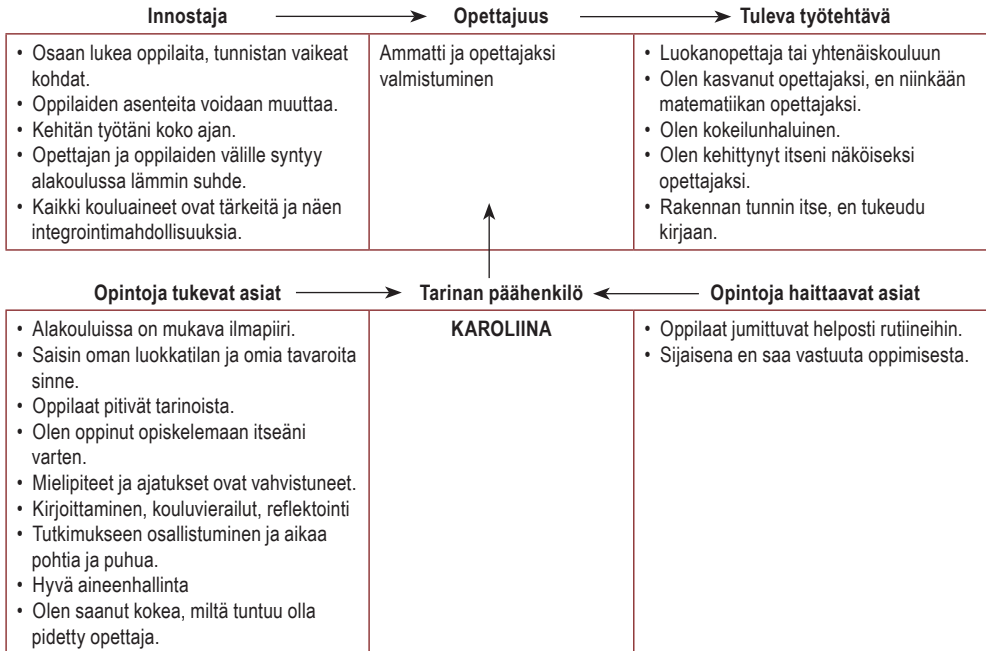 Innostaja
Opettajuus
Tuleva työtehtävä
• Osaan lukea oppilaita, tunnistan vaikeat
kohdat.
• Oppilaiden asenteita voidaan muuttaa.
• Kehitän työtäni koko ajan.
• Opettajan ja oppilaiden välille syntyy
alakoulussa lämmin suhde.
• Kaikki kouluaineet ovat tärkeitä ja näen
integrointimahdollisuuksia.
Ammatti ja opettajaksi
valmistuminen
• Luokanopettaja tai yhtenäiskouluun
• Olen kasvanut opettajaksi, en niinkään
matematiikan opettajaksi.
• Olen kokeilunhaluinen.
• Olen kehittynyt itseni näköiseksi
opettajaksi.
• Rakennan tunnin itse, en tukeudu
kirjaan.
Opintoja tukevat asiat
Tarinan päähenkilö
Opintoja haittaavat asiat
• Alakouluissa on mukava ilmapiiri.
• Saisin oman luokkatilan ja omia tavaroita
sinne.
• Oppilaat pitivät tarinoista.
• Olen oppinut opiskelemaan itseäni
varten.
• Mielipiteet ja ajatukset ovat vahvistuneet.
• Kirjoittaminen, kouluvierailut, reflektointi
• Tutkimukseen osallistuminen ja aikaa
pohtia ja puhua.
• Hyvä aineenhallinta
• Olen saanut kokea, miltä tuntuu olla
pidetty opettaja.
KAROLIINA
• Oppilaat jumittuvat helposti rutiineihin.
• Sijaisena en saa vastuuta oppimisesta.